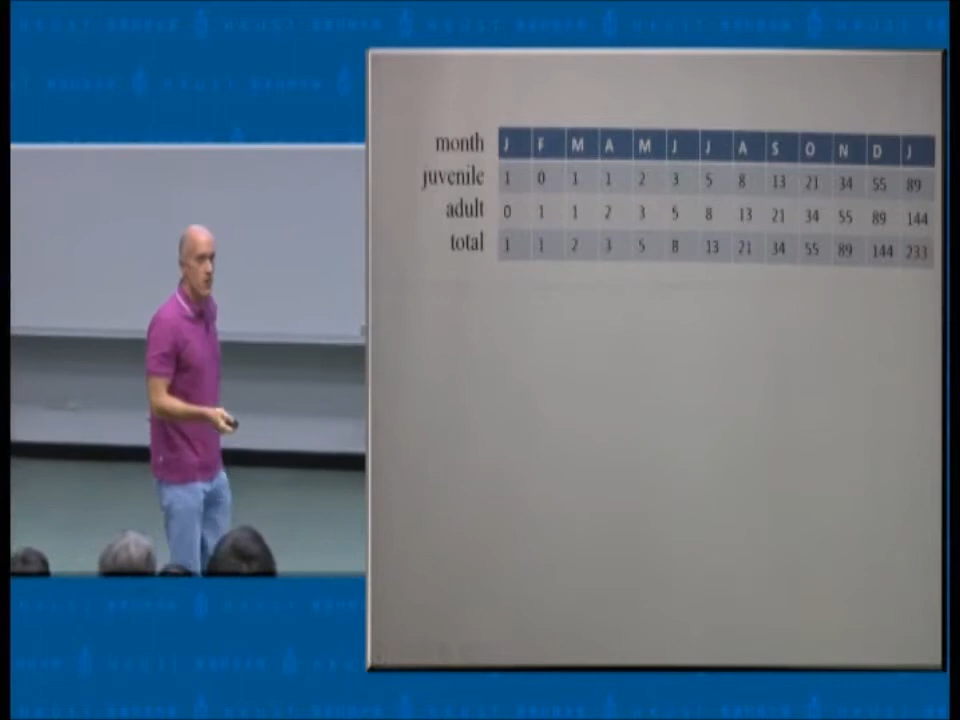 month J F M A M J J A S O N D J
juvenile 1 0 1 1 2 3 5 8 13 21 34 55 89
adult 0 1 1 2 3 5 8 13 21 34 55 89 144
total 1 1 2 3 5 8 13 21 34 55 89 144 233